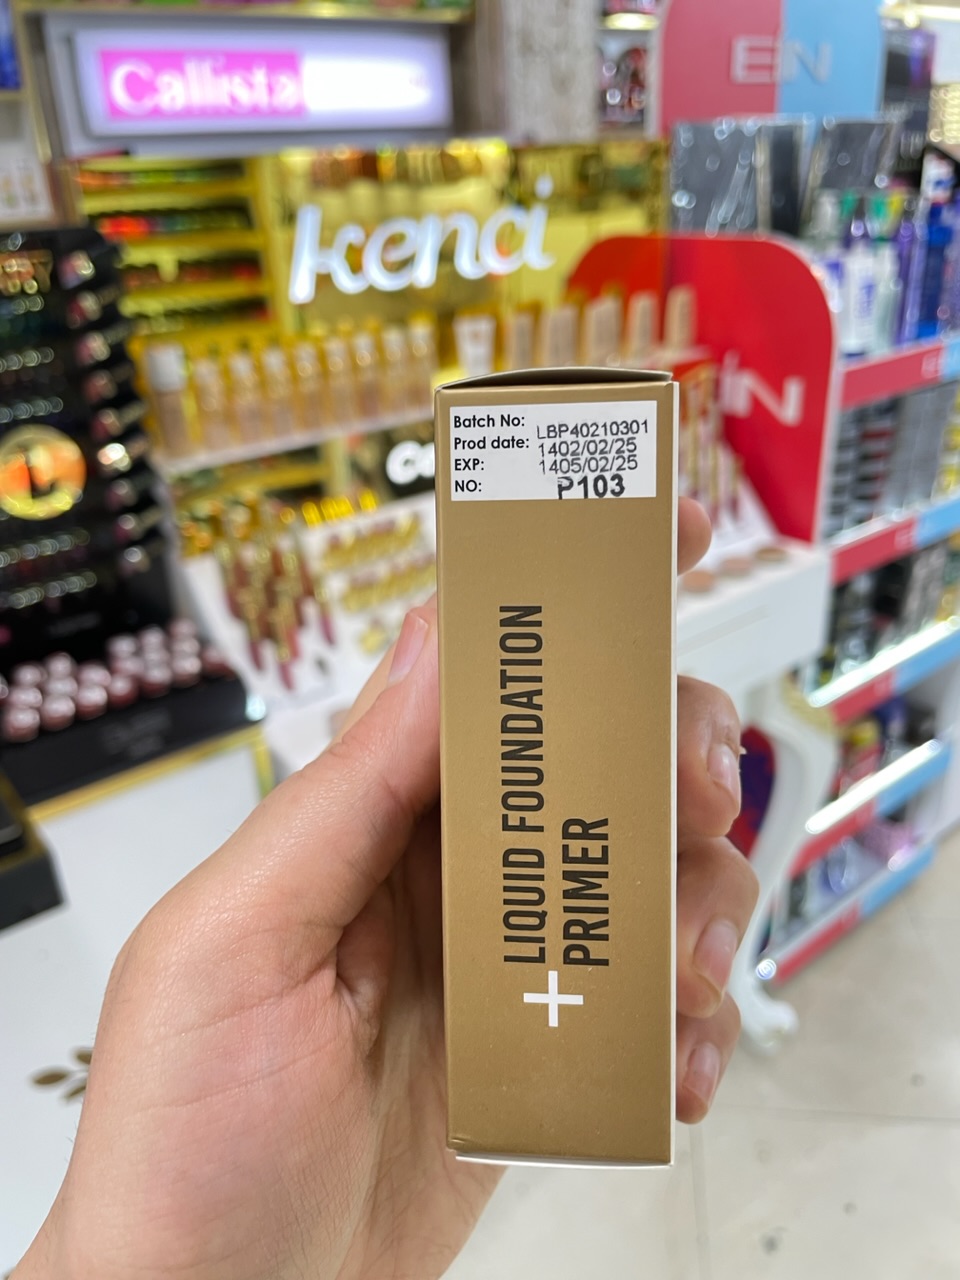 Callista
EIN
kenci
Batch No: LBP40210301
Prod date: 1402/02/25
EXP: 1405/02/25
NO: P103
LIQUID FOUNDATION
+ PRIMER